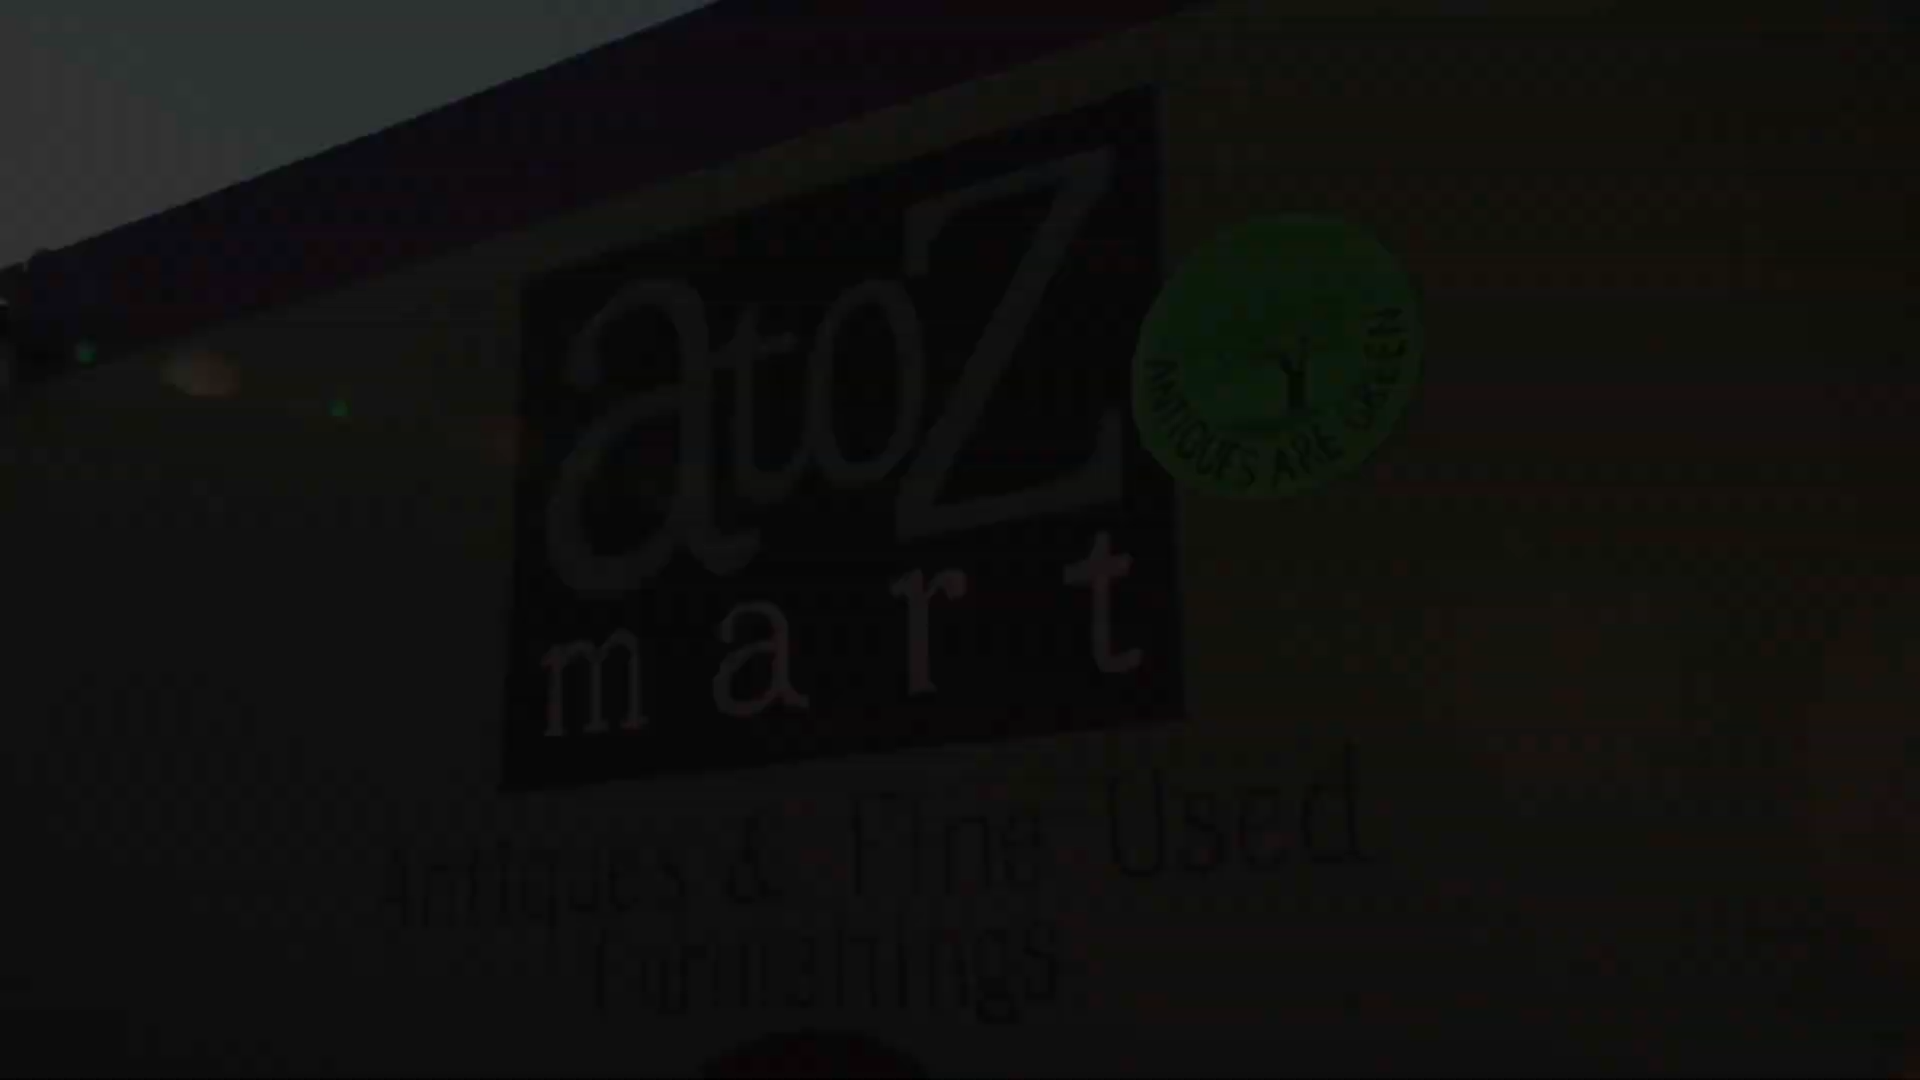 atoZ
mart
ANTIQUES ARE GREEN
Antiques & Fine Used
Furnishings